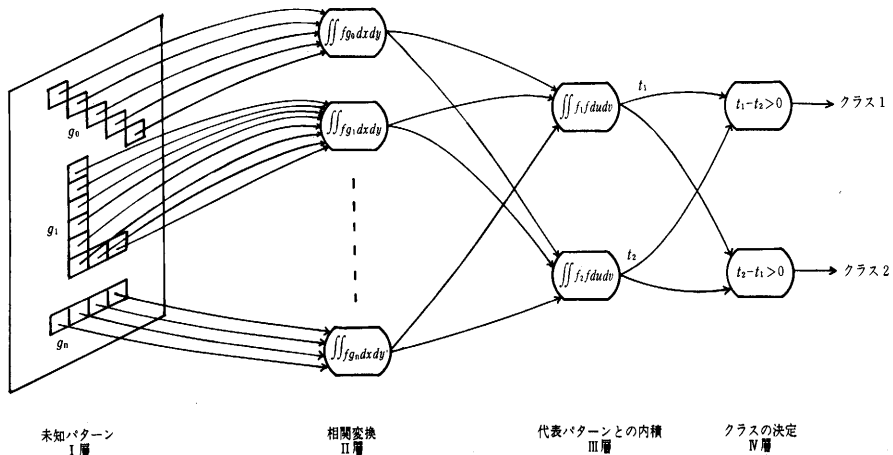 g₀
g₁
gₙ
∬fg₀dxdy
∬fg₁dxdy
∬fgₙdxdy
∬f₁fdudv
∬f₂fdudv
t₁
t₂
t₁−t₂>0
t₂−t₁>0
クラス1
クラス2
未知パターン
I層
相関変換
II層
代表パターンとの内積
III層
クラスの決定
IV層